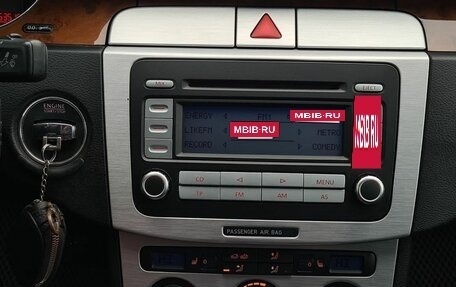 MIX
EJECT
ENERGY FM1 MBIB.RU
LIKEFM MBIB.RU METRO
RECORD COMEDY
MBIB.RU
ENGINE
CD MENU
TP FM AM AS
PASSENGER AIR BAG